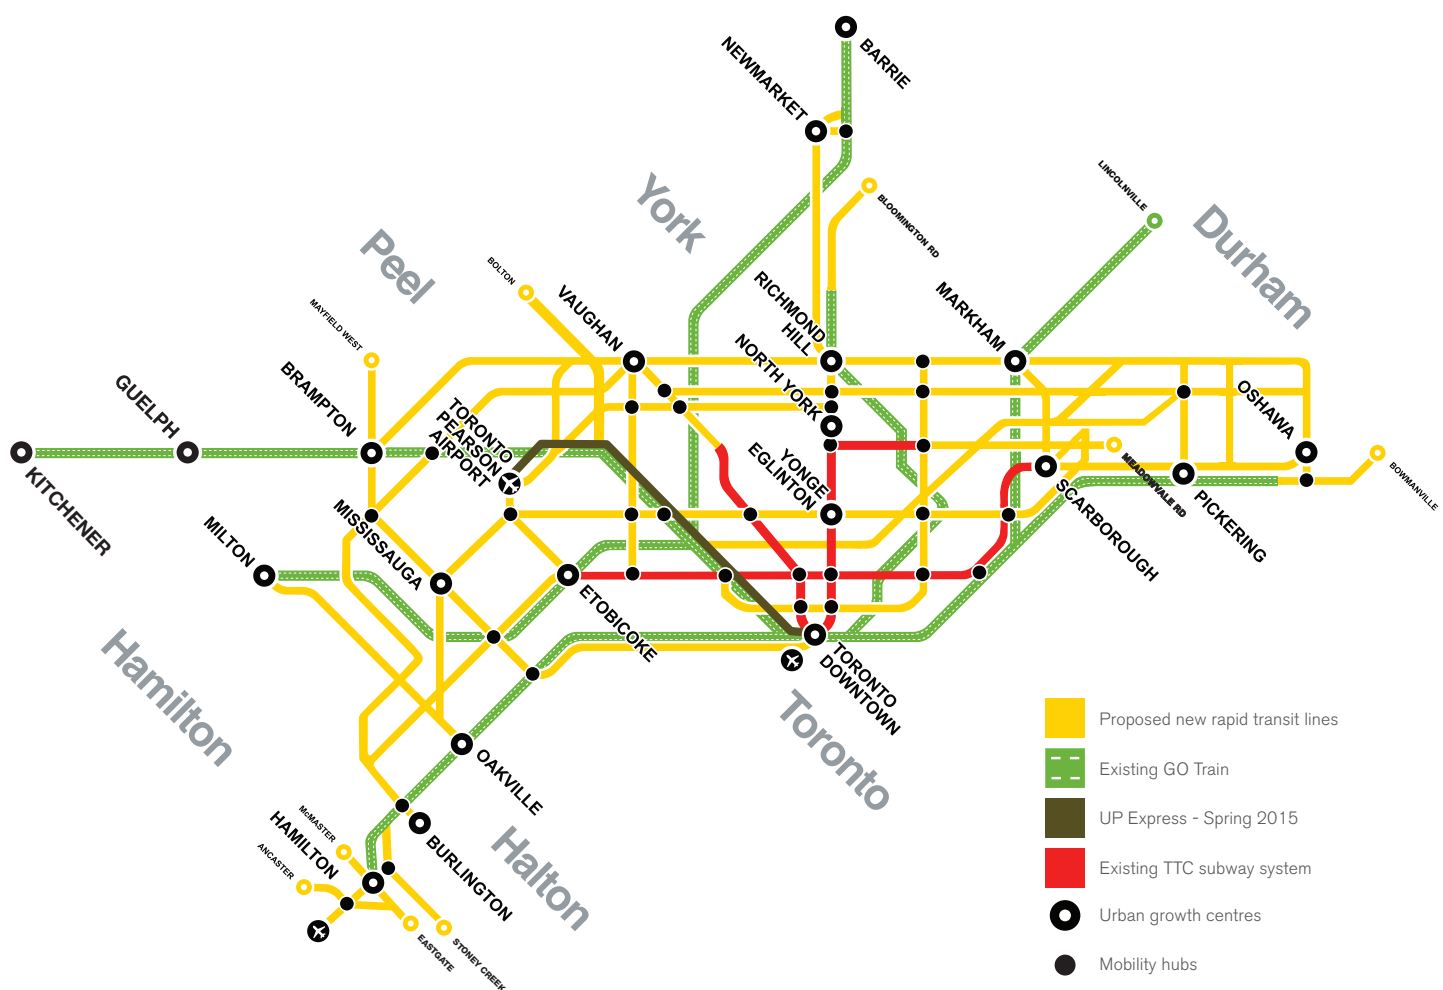 BARRIE
NEWMARKET
BLOOMINGTON RD
LINCOLNVILLE
York
Durham
Peel
BOLTON
VAUGHAN
RICHMOND
HILL
MARKHAM
MAYFIELD WEST
NORTH YORK
BRAMPTON
GUELPH
OSHAWA
TORONTO
PEARSON
AIRPORT
YONGE
EGLINTON
KITCHENER
MEADOWVALE RD
BOWMANVILLE
SCARBOROUGH
PICKERING
MISSISSAUGA
MILTON
ETOBICOKE
TORONTO
DOWNTOWN
Hamilton
Toronto
OAKVILLE
McMASTER
HAMILTON
ANCASTER
BURLINGTON
Halton
EASTGATE
STONEY CREEK
Proposed new rapid transit lines
Existing GO Train
UP Express - Spring 2015
Existing TTC subway system
Urban growth centres
Mobility hubs